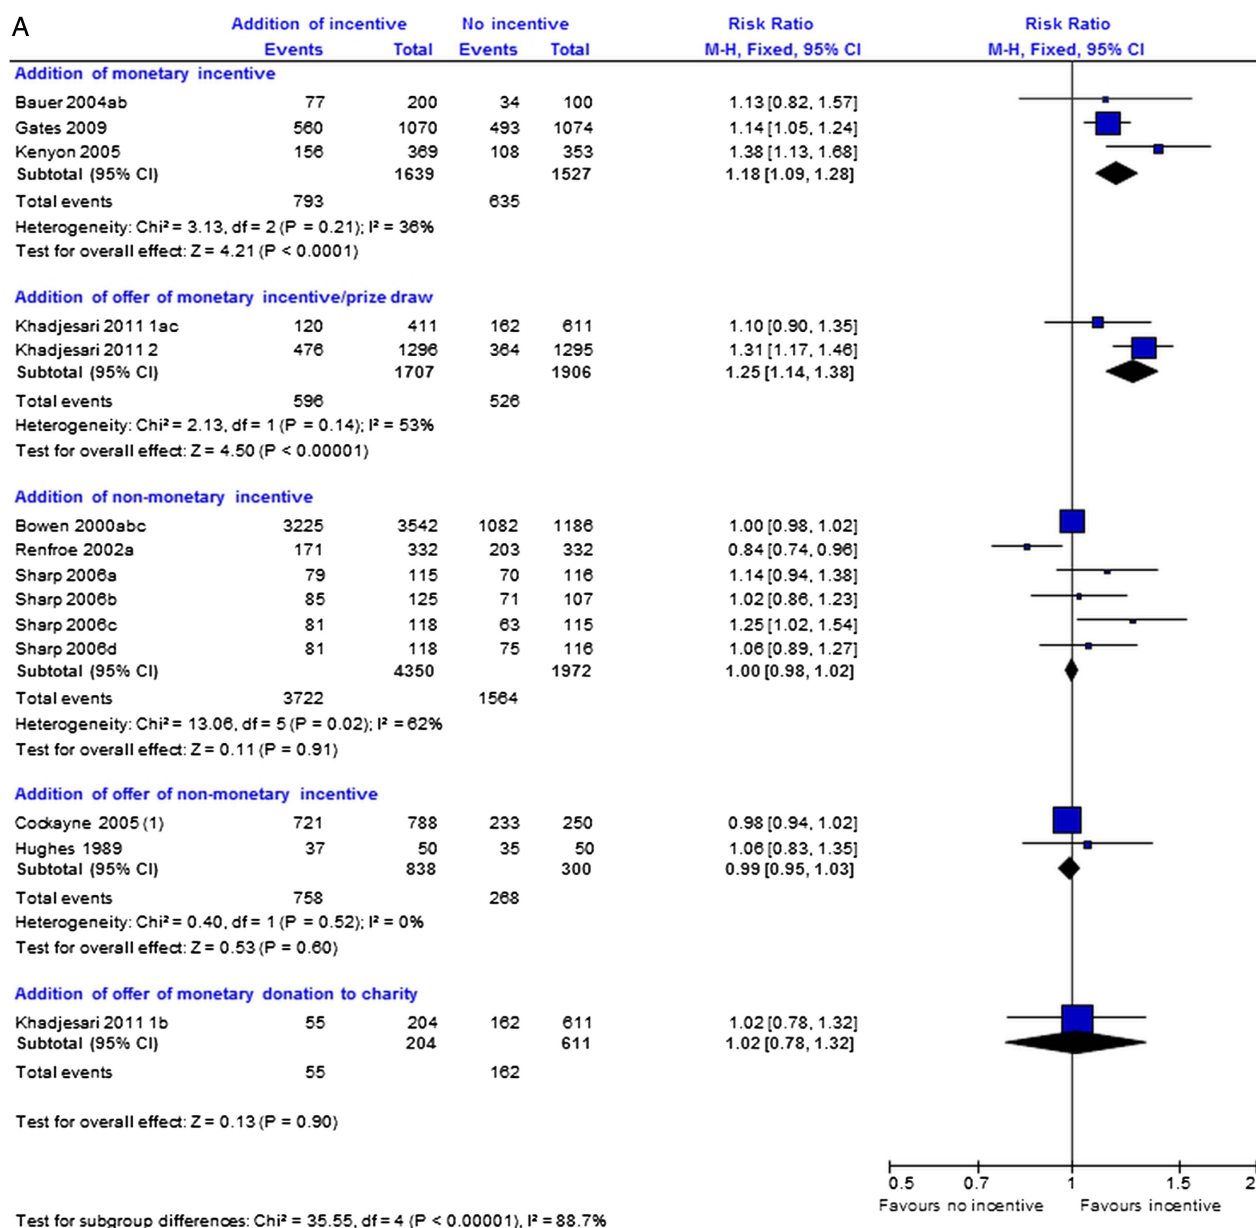 A
Addition of incentive No incentive Risk Ratio Risk Ratio
Events Total Events Total M-H, Fixed, 95% CI M-H, Fixed, 95% CI
Addition of monetary incentive
Bauer 2004ab 77 200 34 100 1.13 [0.82, 1.57]
Gates 2009 560 1070 493 1074 1.14 [1.05, 1.24]
Kenyon 2005 156 369 108 353 1.38 [1.13, 1.68]
Subtotal (95% CI) 1639 1527 1.18 [1.09, 1.28]
Total events 793 635
Heterogeneity: Chi² = 3.13, df = 2 (P = 0.21); I² = 36%
Test for overall effect: Z = 4.21 (P < 0.0001)
Addition of offer of monetary incentive/prize draw
Khadjesari 2011 1ac 120 411 162 611 1.10 [0.90, 1.35]
Khadjesari 2011 2 476 1296 364 1295 1.31 [1.17, 1.46]
Subtotal (95% CI) 1707 1906 1.25 [1.14, 1.38]
Total events 596 526
Heterogeneity: Chi² = 2.13, df = 1 (P = 0.14); I² = 53%
Test for overall effect: Z = 4.50 (P < 0.00001)
Addition of non-monetary incentive
Bowen 2000abc 3225 3542 1082 1186 1.00 [0.98, 1.02]
Renfroe 2002a 171 332 203 332 0.84 [0.74, 0.96]
Sharp 2006a 79 115 70 116 1.14 [0.94, 1.38]
Sharp 2006b 85 125 71 107 1.02 [0.86, 1.23]
Sharp 2006c 81 118 63 115 1.25 [1.02, 1.54]
Sharp 2006d 81 118 75 116 1.06 [0.89, 1.27]
Subtotal (95% CI) 4350 1972 1.00 [0.98, 1.02]
Total events 3722 1564
Heterogeneity: Chi² = 13.06, df = 5 (P = 0.02); I² = 62%
Test for overall effect: Z = 0.11 (P = 0.91)
Addition of offer of non-monetary incentive
Cockayne 2005 (1) 721 788 233 250 0.98 [0.94, 1.02]
Hughes 1989 37 50 35 50 1.06 [0.83, 1.35]
Subtotal (95% CI) 838 300 0.99 [0.95, 1.03]
Total events 758 268
Heterogeneity: Chi² = 0.40, df = 1 (P = 0.52); I² = 0%
Test for overall effect: Z = 0.53 (P = 0.60)
Addition of offer of monetary donation to charity
Khadjesari 2011 1b 55 204 162 611 1.02 [0.78, 1.32]
Subtotal (95% CI) 204 611 1.02 [0.78, 1.32]
Total events 55 162
Test for overall effect: Z = 0.13 (P = 0.90)
0.5 0.7 1 1.5 2
Favours no incentive Favours incentive
Test for subgroup differences: Chi² = 35.55, df = 4 (P < 0.00001), I² = 88.7%